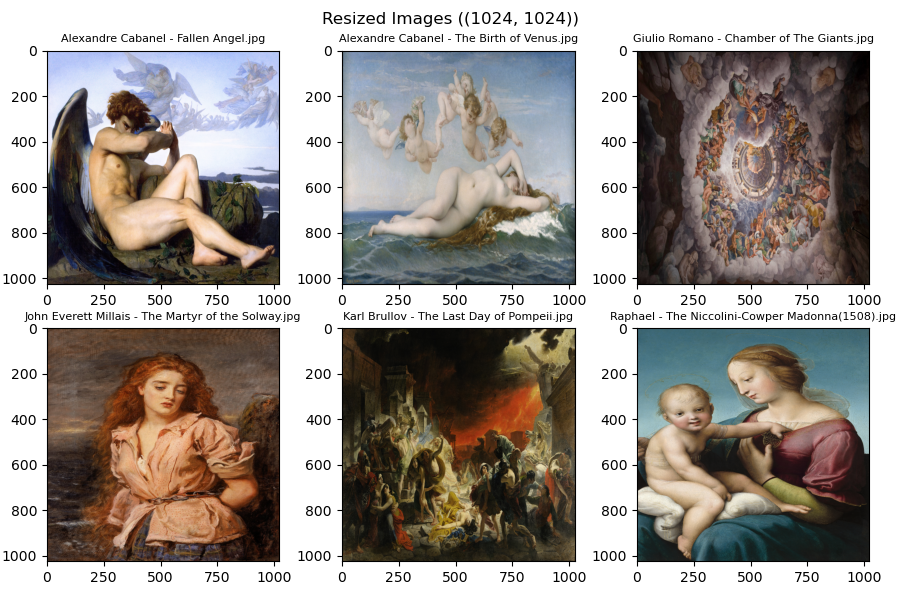 Resized Images ((1024, 1024))
Alexandre Cabanel - Fallen Angel.jpg
Alexandre Cabanel - The Birth of Venus.jpg
Giulio Romano - Chamber of The Giants.jpg
0
200
400
600
800
1000
0 250 500 750 1000
0
200
400
600
800
1000
0 250 500 750 1000
0
200
400
600
800
1000
0 250 500 750 1000
John Everett Millais - The Martyr of the Solway.jpg
Karl Brullov - The Last Day of Pompeii.jpg
Raphael - The Niccolini-Cowper Madonna(1508).jpg
0
200
400
600
800
1000
0 250 500 750 1000
0
200
400
600
800
1000
0 250 500 750 1000
0
200
400
600
800
1000
0 250 500 750 1000